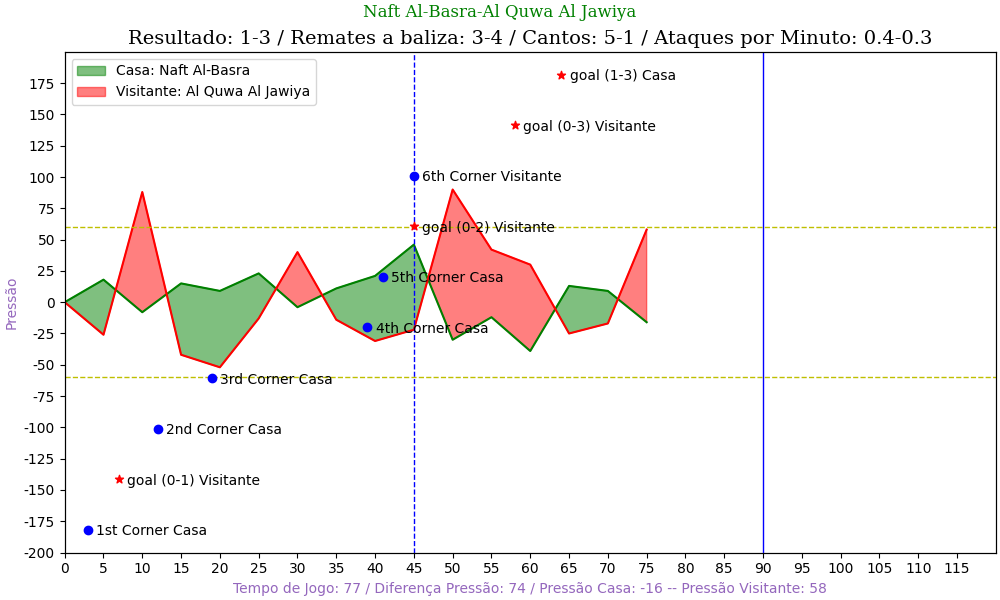 Naft Al-Basra-Al Quwa Al Jawiya
Resultado: 1-3 / Remates a baliza: 3-4 / Cantos: 5-1 / Ataques por Minuto: 0.4-0.3
Casa: Naft Al-Basra
Visitante: Al Quwa Al Jawiya
goal (1-3) Casa
goal (0-3) Visitante
6th Corner Visitante
goal (0-2) Visitante
5th Corner Casa
4th Corner Casa
3rd Corner Casa
2nd Corner Casa
goal (0-1) Visitante
1st Corner Casa
Pressão
175
150
125
100
75
50
25
0
-25
-50
-75
-100
-125
-150
-175
-200
0 5 10 15 20 25 30 35 40 45 50 55 60 65 70 75 80 85 90 95 100 105 110 115
Tempo de Jogo: 77 / Diferença Pressão: 74 / Pressão Casa: -16 -- Pressão Visitante: 58